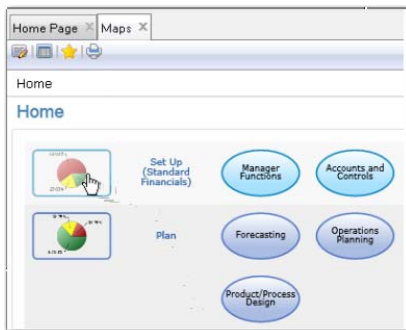 Home Page Maps
Home
Home
Set Up
(Standard
Financials)
Manager
Functions
Accounts and
Controls
Plan
Forecasting
Operations
Planning
Product/Process
Design